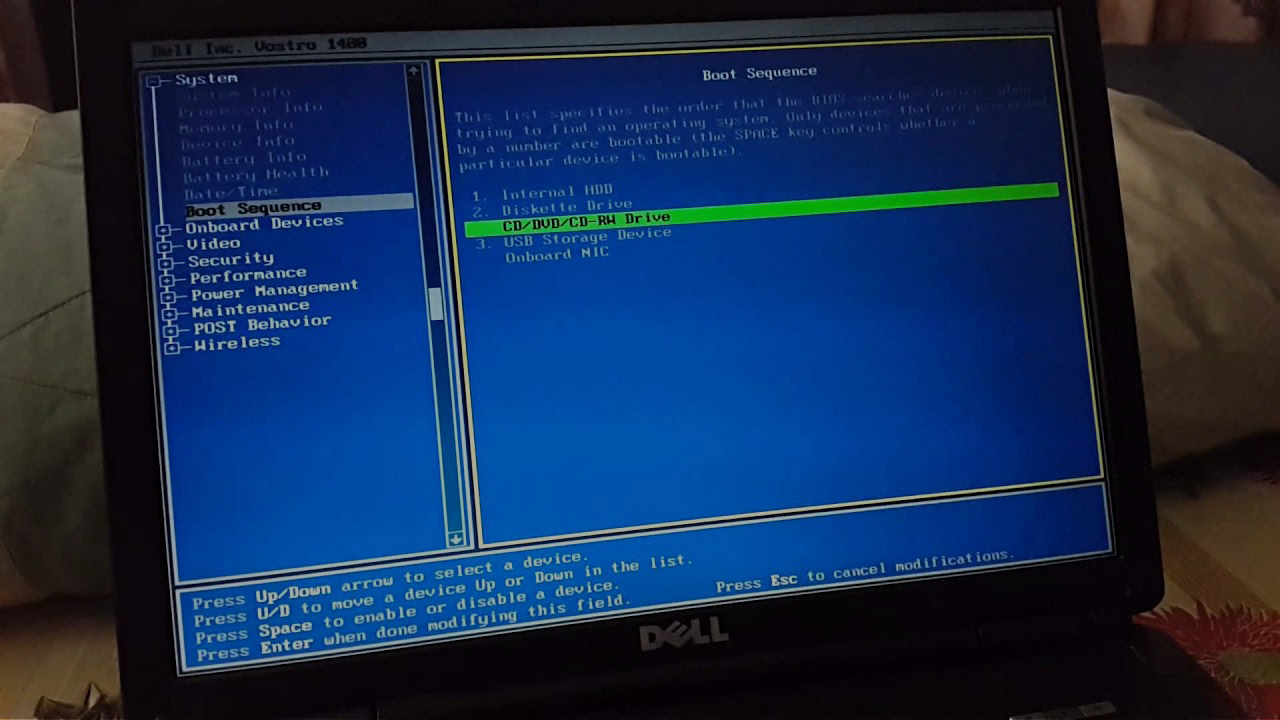 Dell Inc. Vostro 1400
System
System Info
Processor Info
Memory Info
Device Info
Battery Info
Battery Health
Date/Time
Boot Sequence
Onboard Devices
Video
Security
Performance
Power Management
Maintenance
POST Behavior
Wireless
Boot Sequence
This list specifies the order that the BIOS searches devices when
trying to find an operating system. Only devices that are preceded
by a number are bootable (the SPACE key controls whether a
particular device is bootable).
1. Internal HDD
2. Diskette Drive
CD/DVD/CD-RW Drive
3. USB Storage Device
Onboard NIC
Press Up/Down arrow to select a device.
Press U/D to move a device Up or Down in the list.
Press Space to enable or disable a device.
Press Enter when done modifying this field.
Press Esc to cancel modifications.
DELL